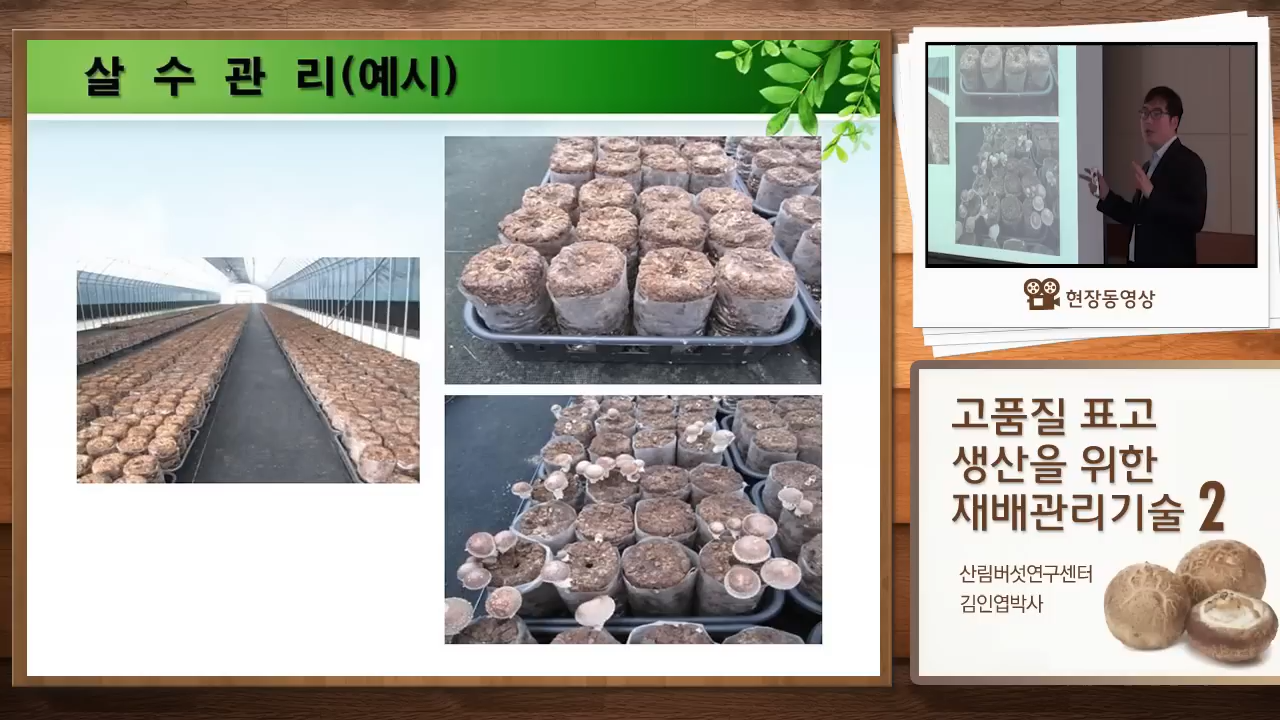 살 수 관 리(예시)
현장동영상
고품질 표고
생산을 위한
재배관리기술 2
산림버섯연구센터
김인엽박사